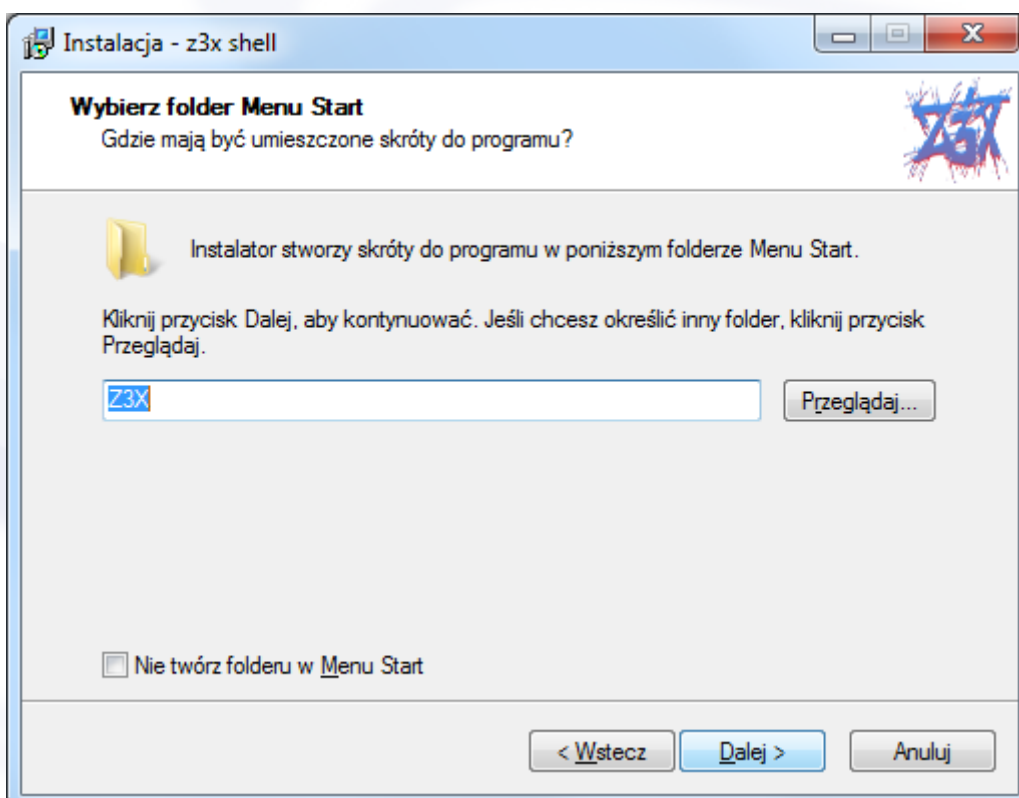 Instalacja - z3x shell
Wybierz folder Menu Start
Gdzie mają być umieszczone skróty do programu?
Z3X
Instalator stworzy skróty do programu w poniższym folderze Menu Start.
Kliknij przycisk Dalej, aby kontynuować. Jeśli chcesz określić inny folder, kliknij przycisk
Przeglądaj.
Z3X
Przeglądaj...
Nie twórz folderu w Menu Start
< Wstecz
Dalej >
Anuluj